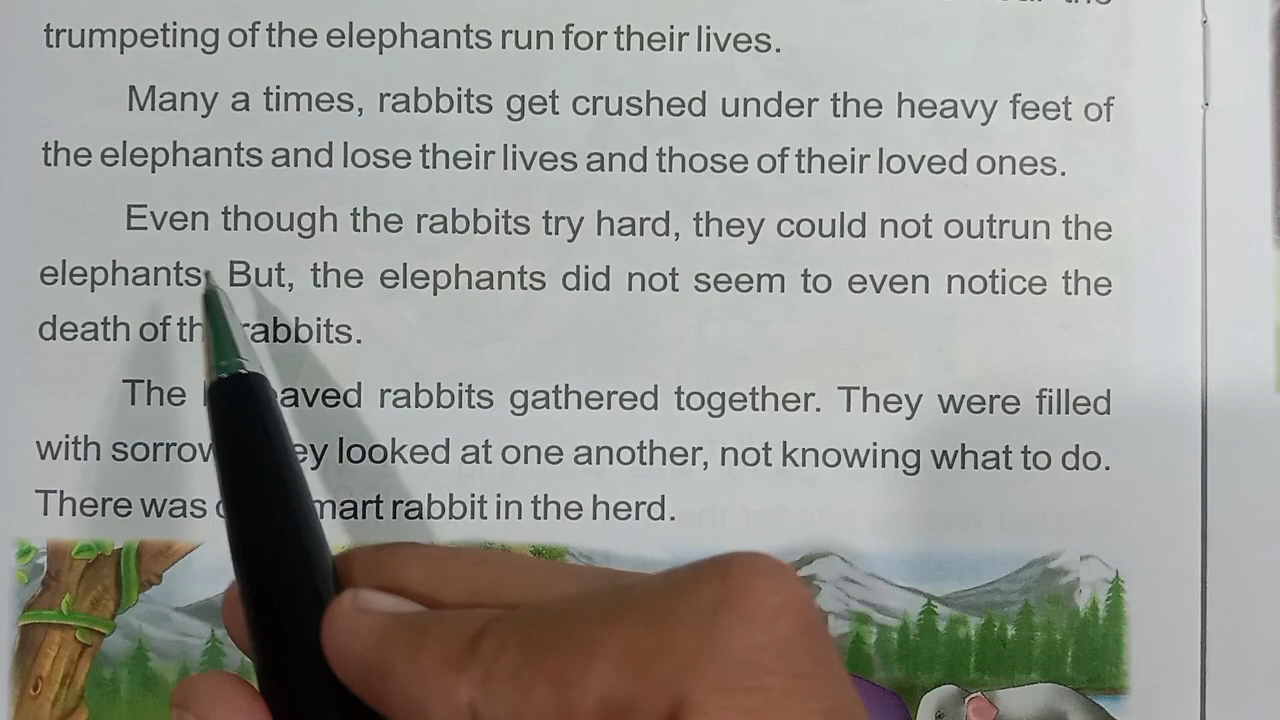 trumpeting of the elephants run for their lives.
Many a times, rabbits get crushed under the heavy feet of
the elephants and lose their lives and those of their loved ones.
Even though the rabbits try hard, they could not outrun the
elephants. But, the elephants did not seem to even notice the
death of the rabbits.
The aved rabbits gathered together. They were filled
with sorrow ey looked at one another, not knowing what to do.
There was mart rabbit in the herd.